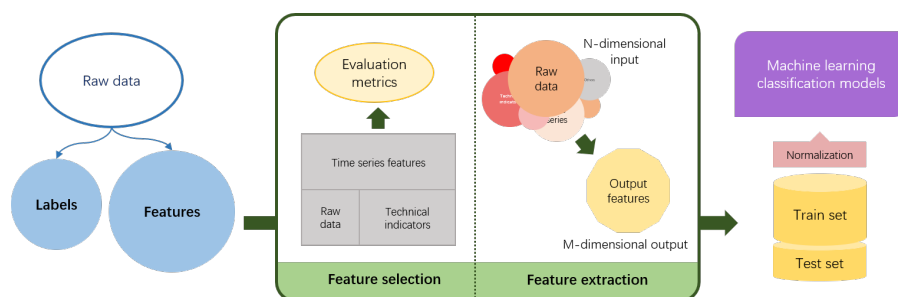 Raw data
Labels
Features
Evaluation
metrics
Time series features
Raw
data
Technical
indicators
Feature selection
N-dimensional
input
Raw
data
series
Output
features
M-dimensional output
Feature extraction
Machine learning
classification models
Normalization
Train set
Test set